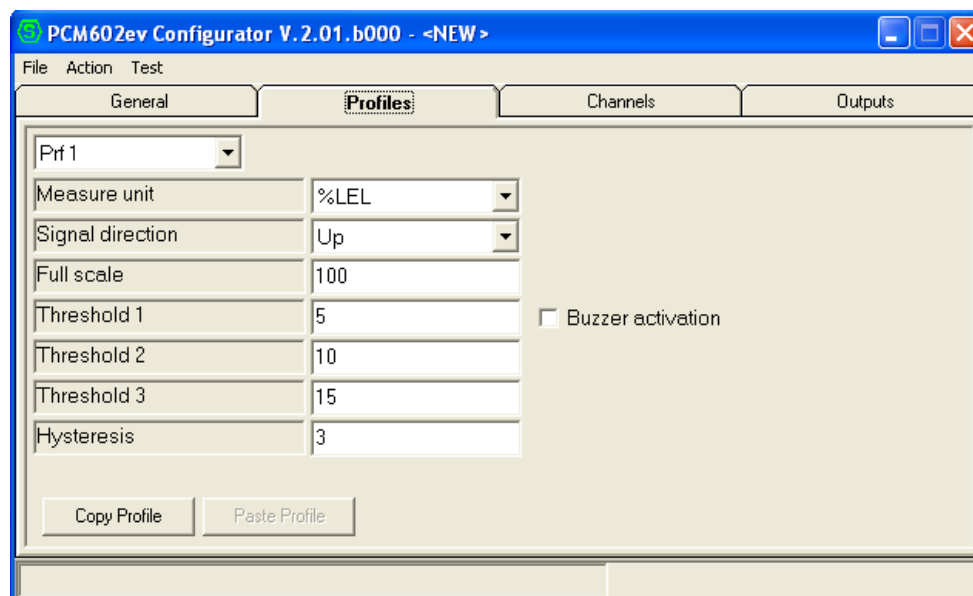 PCM602ev Configurator V.2.01.b000 - <NEW>
File Action Test
General Profiles Channels Outputs
Prf 1
Measure unit %LEL
Signal direction Up
Full scale 100
Threshold 1 5 Buzzer activation
Threshold 2 10
Threshold 3 15
Hysteresis 3
Copy Profile Paste Profile